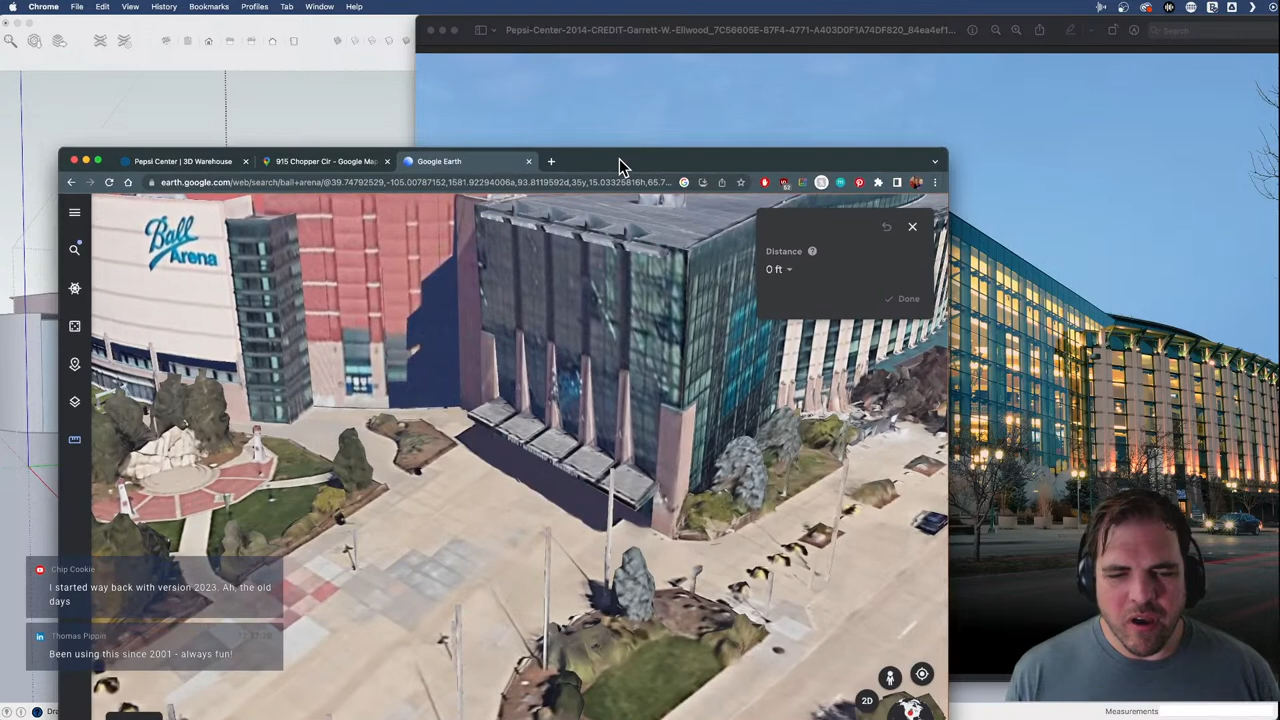 Chrome File Edit View History Bookmarks Profiles Tab Window Help
Pepsi-Center-2014-CREDIT-Garrett-W.-Ellwood_7C56605E-87F4-4771-A403D0F1A74DF820_84ea4ef1...
Search
Pepsi Center | 3D Warehouse
915 Chopper Cir - Google Ma
Google Earth
earth.google.com/web/search/ball+arena/@39.74792529,-105.00787152,1581.92294006a,93.8119592d,35y,15.03325816h,65.7...
Ball
Arena
Distance
0 ft
Done
Chip Cookie
I started way back with version 2023. Ah, the old
days
Thomas Pippin
Been using this since 2001 - always fun!
2D
Measurements